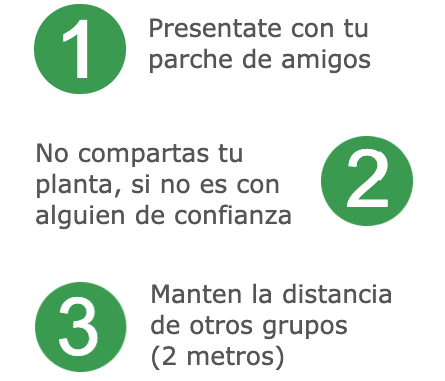 1
Presentate con tu
parche de amigos
No compartas tu
planta, si no es con
alguien de confianza
2
3
Manten la distancia
de otros grupos
(2 metros)